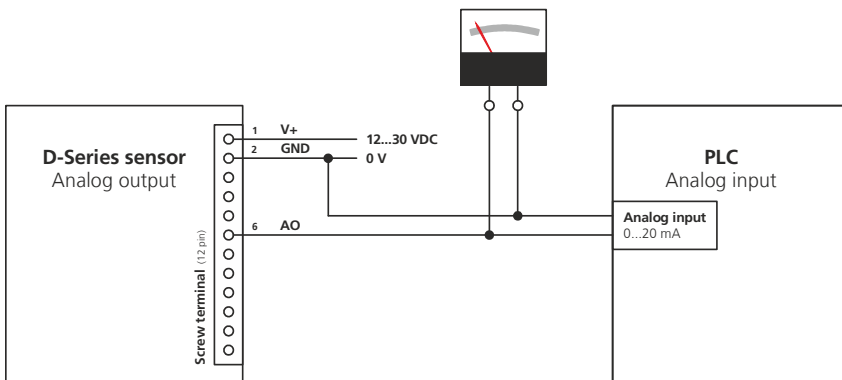 D-Series sensor
Analog output
Screw terminal (12 pin)
1 V+
12...30 VDC
2 GND
0 V
6 AO
PLC
Analog input
Analog input
0...20 mA